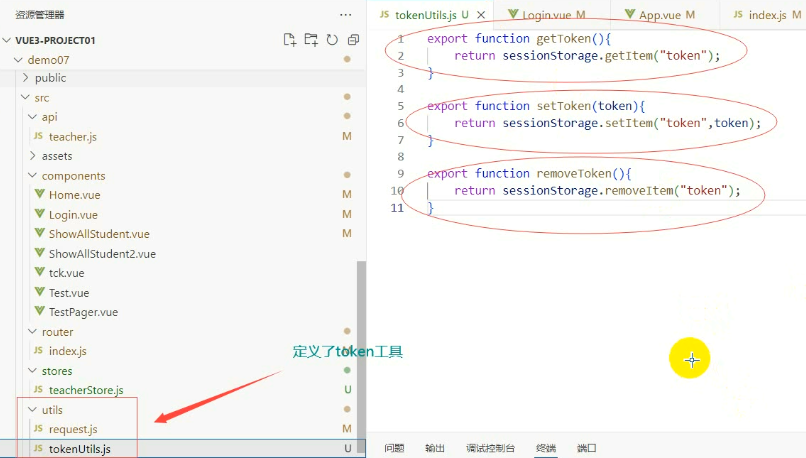 资源管理器
VUE3-PROJECT01
demo07
public
src
api
JS teacher.js M
assets
components
Home.vue M
Login.vue M
ShowAllStudent.vue M
ShowAllStudent2.vue
tck.vue
Test.vue
TestPager.vue
router
JS index.js M
stores
JS teacherStore.js U
utils
JS request.js M
JS tokenUtils.js U
定义了token工具
JS tokenUtils.js U Login.vue M App.vue M JS index.js M
1 export function getToken(){
2 return sessionStorage.getItem("token");
3 }
4
5 export function setToken(token){
6 return sessionStorage.setItem("token",token);
7 }
8
9 export function removeToken(){
10 return sessionStorage.removeItem("token");
11 }
问题 输出 调试控制台 终端 端口